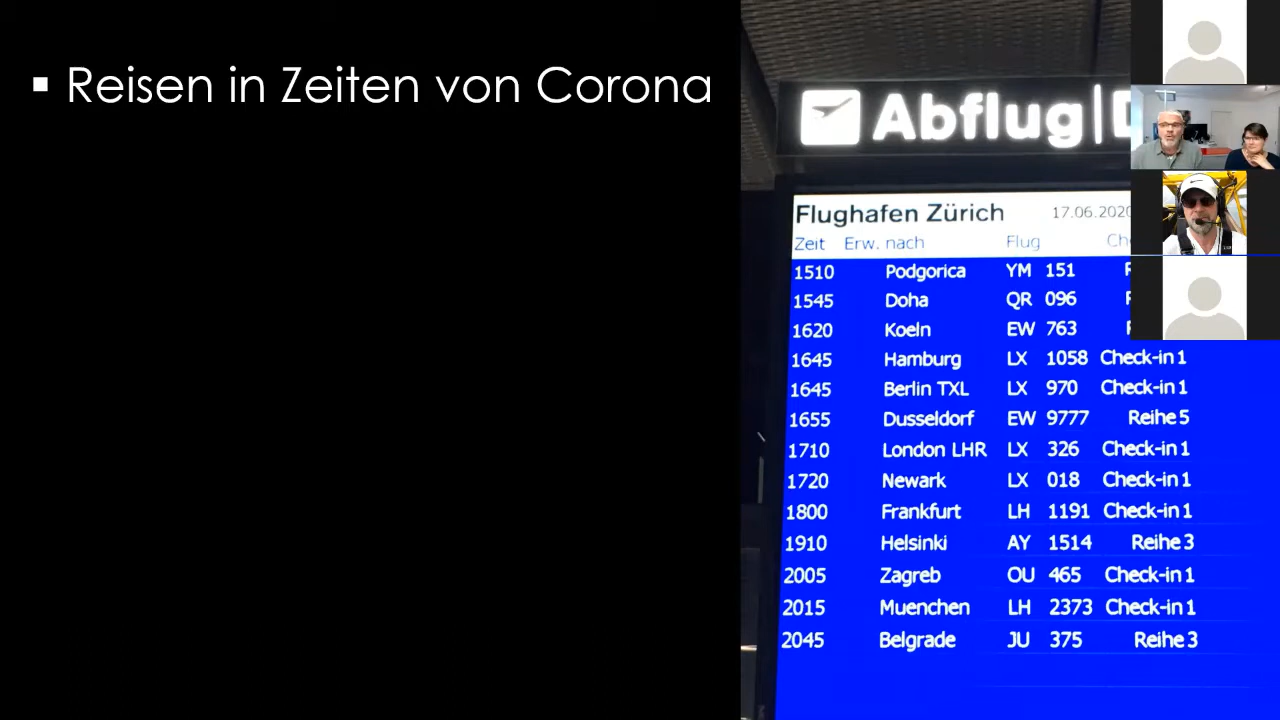 ▪ Reisen in Zeiten von Corona
Abflug|
Flughafen Zürich 17.06.2020
Zeit Erw. nach Flug
1510 Podgorica YM 151
1545 Doha QR 096
1620 Koeln EW 763
1645 Hamburg LX 1058 Check-in 1
1645 Berlin TXL LX 970 Check-in 1
1655 Dusseldorf EW 9777 Reihe 5
1710 London LHR LX 326 Check-in 1
1720 Newark LX 018 Check-in 1
1800 Frankfurt LH 1191 Check-in 1
1910 Helsinki AY 1514 Reihe 3
2005 Zagreb OU 465 Check-in 1
2015 Muenchen LH 2373 Check-in 1
2045 Belgrade JU 375 Reihe 3